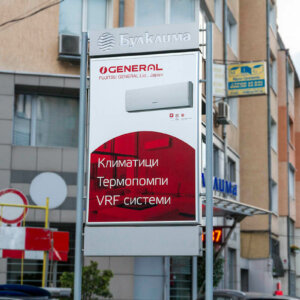 Булклима
GENERAL
FUJITSU GENERAL Ltd., Japan
Климатици
Термопомпи
VRF системи